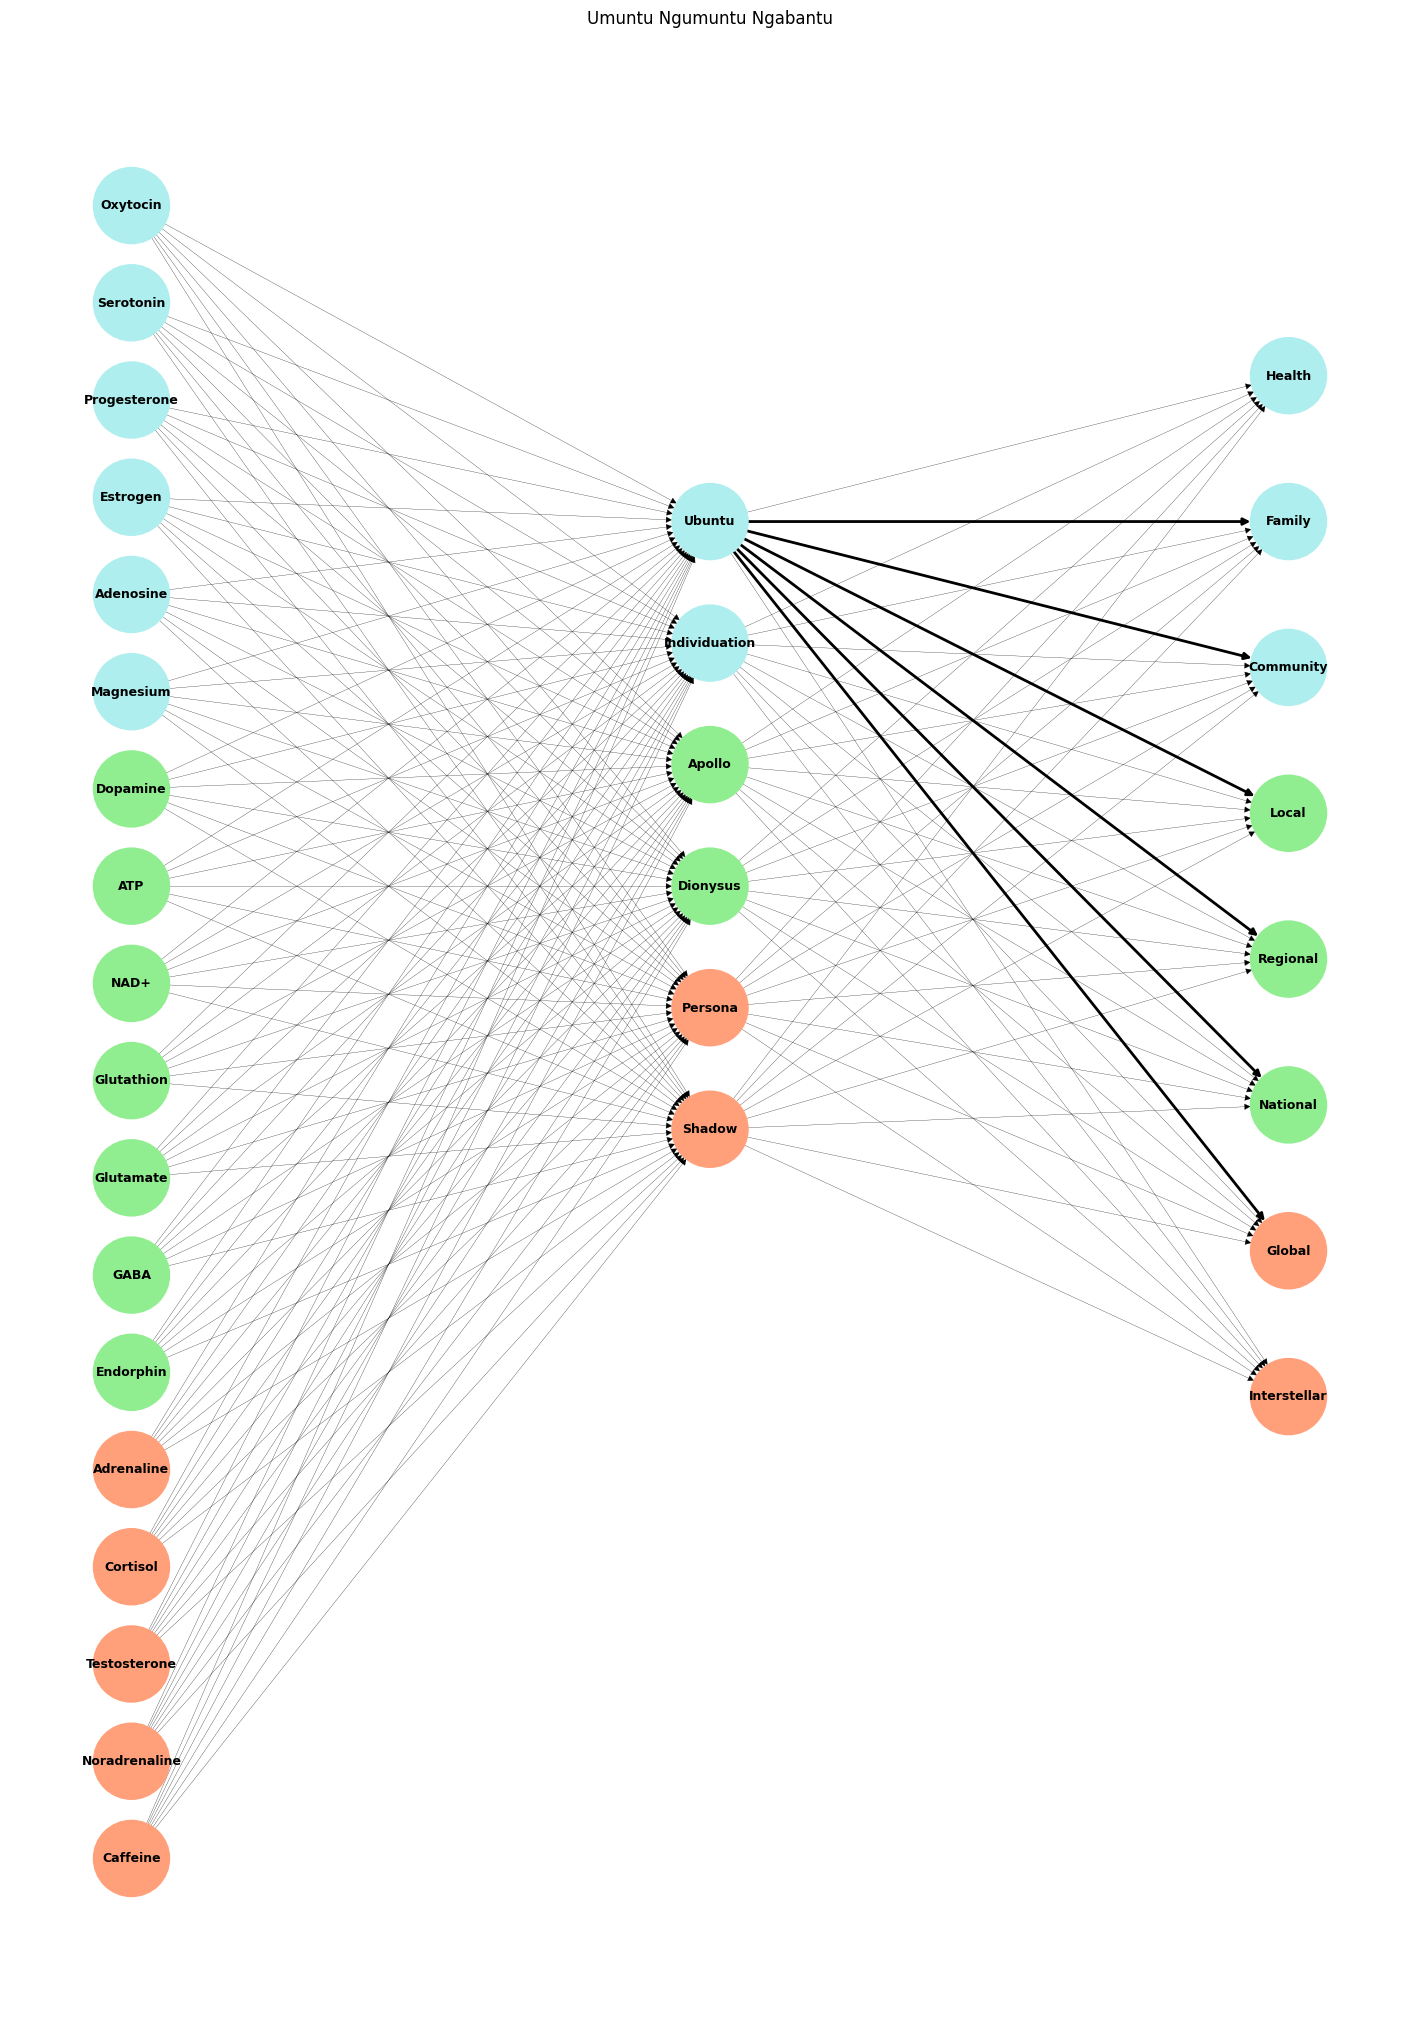 Umuntu Ngumuntu Ngabantu
Oxytocin
Serotonin
Progesterone
Estrogen
Adenosine
Magnesium
Dopamine
ATP
NAD+
Glutathion
Glutamate
GABA
Endorphin
Adrenaline
Cortisol
Testosterone
Noradrenaline
Caffeine
Ubuntu
Individuation
Apollo
Dionysus
Persona
Shadow
Health
Family
Community
Local
Regional
National
Global
Interstellar